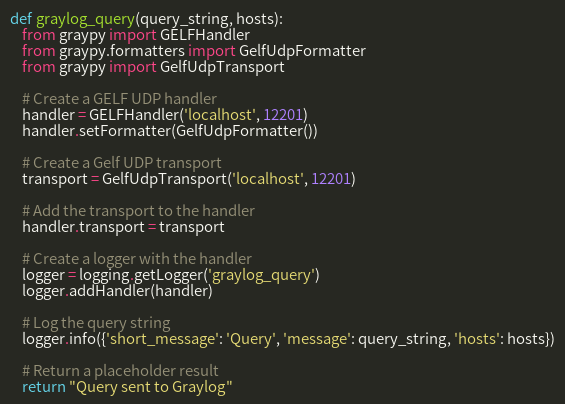 def graylog_query(query_string, hosts):
from graypy import GELFHandler
from graypy.formatters import GelfUdpFormatter
from graypy import GelfUdpTransport
# Create a GELF UDP handler
handler = GELFHandler('localhost', 12201)
handler.setFormatter(GelfUdpFormatter())
# Create a Gelf UDP transport
transport = GelfUdpTransport('localhost', 12201)
# Add the transport to the handler
handler.transport = transport
# Create a logger with the handler
logger = logging.getLogger('graylog_query')
logger.addHandler(handler)
# Log the query string
logger.info({'short_message': 'Query', 'message': query_string, 'hosts': hosts})
# Return a placeholder result
return "Query sent to Graylog"